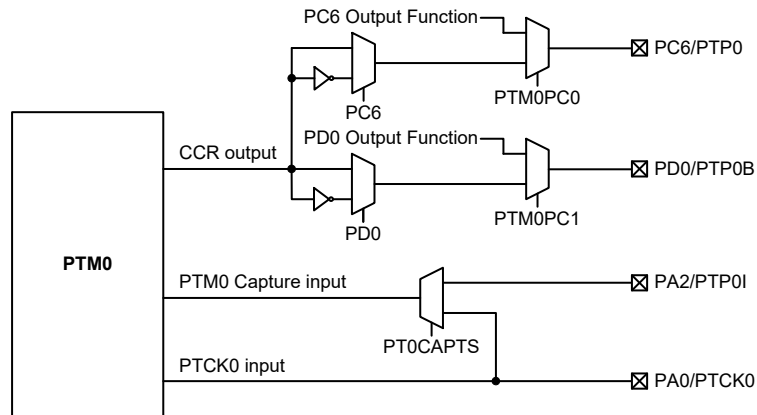 PC6 Output Function
PC6/PTP0
PC6
PTM0PC0
PD0 Output Function
CCR output
PD0/PTP0B
PD0
PTM0PC1
PTM0
PTM0 Capture input
PA2/PTP0I
PT0CAPTS
PTCK0 input
PA0/PTCK0